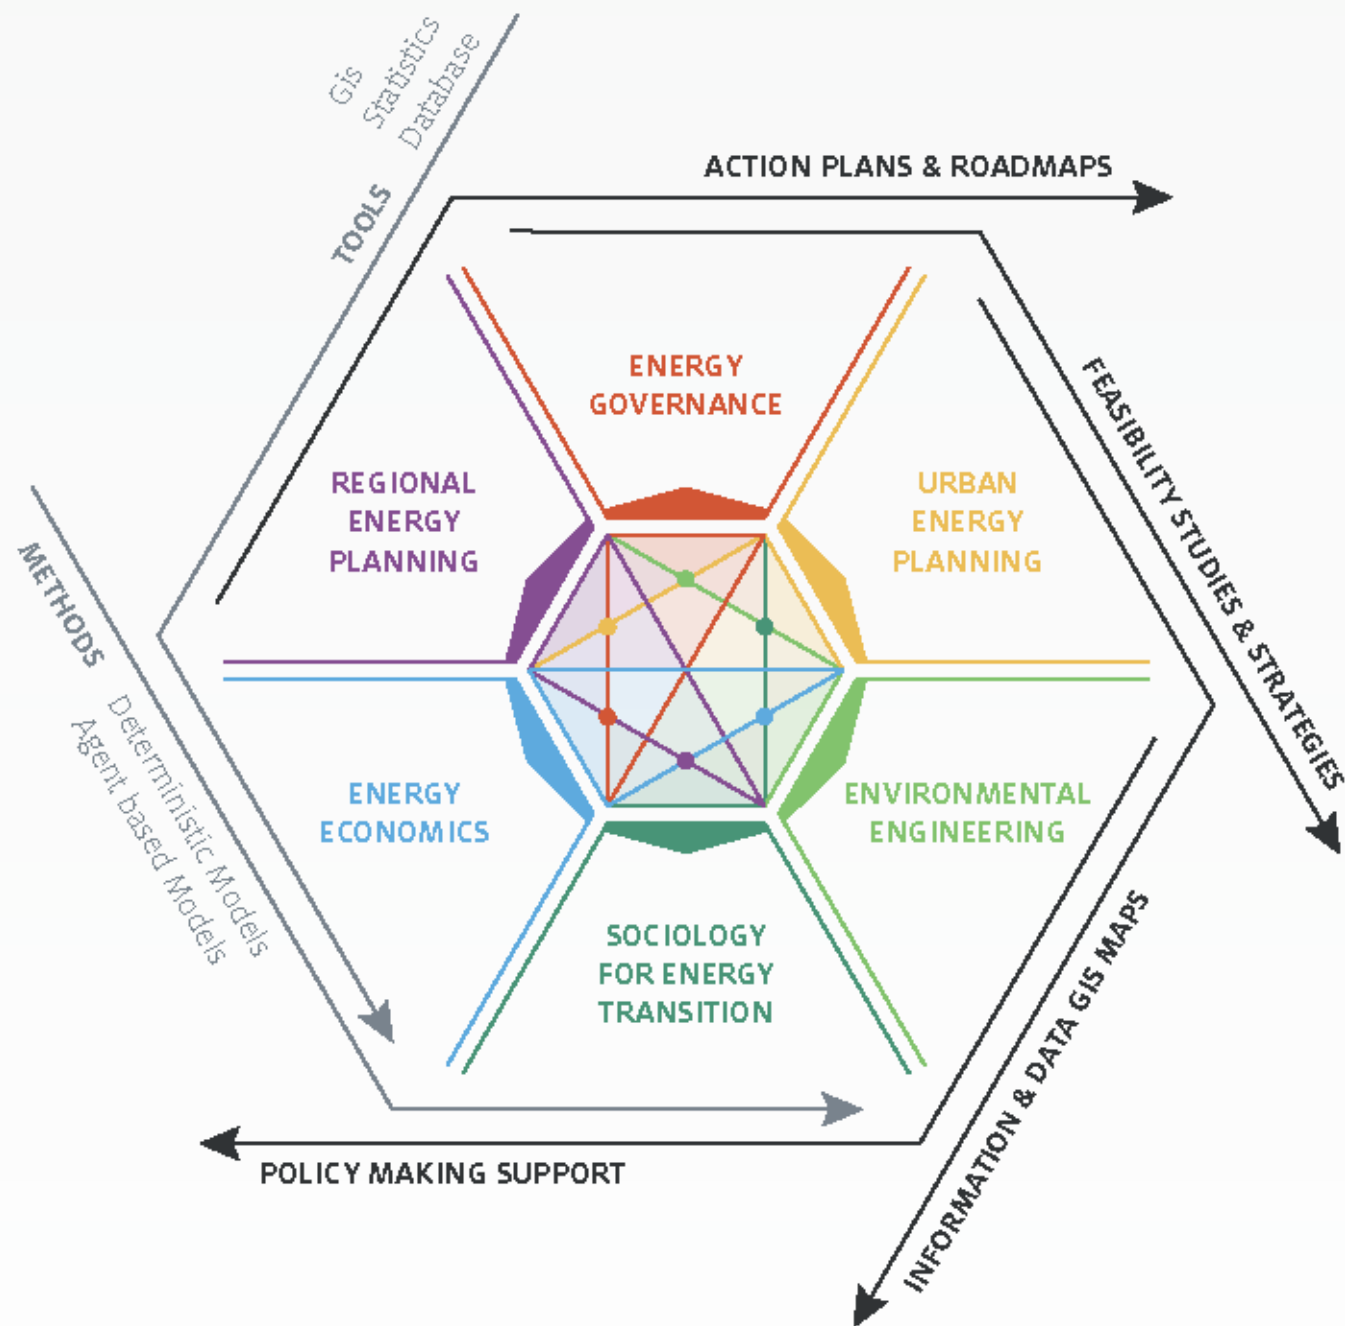 Gis
Statistics
Database
TOOLS
ACTION PLANS & ROADMAPS
ENERGY
GOVERNANCE
REGIONAL
ENERGY
PLANNING
URBAN
ENERGY
PLANNING
FEASIBILITY STUDIES & STRATEGIES
METHODS
Deterministic Models
Agent based Models
ENERGY
ECONOMICS
ENVIRONMENTAL
ENGINEERING
SOCIOLOGY
FOR ENERGY
TRANSITION
INFORMATION & DATA GIS MAPS
POLICY MAKING SUPPORT